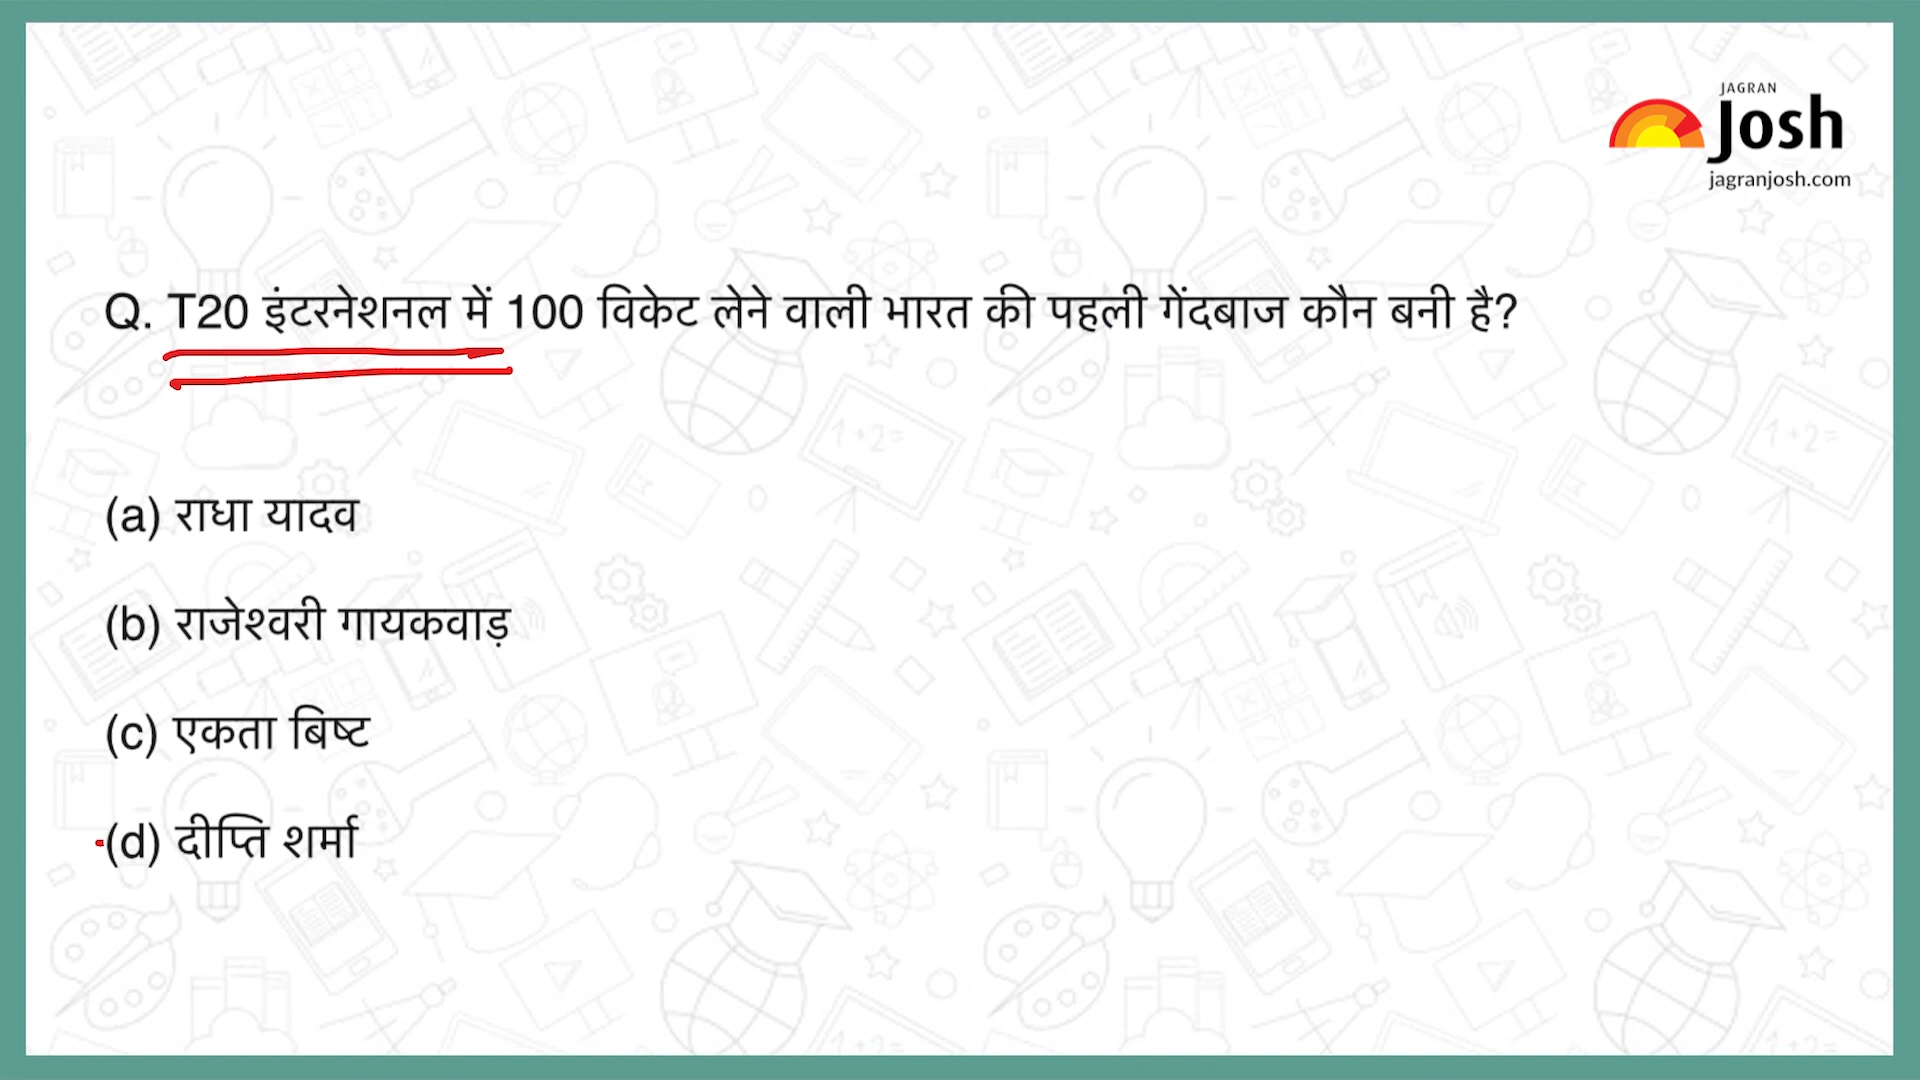 JAGRAN
Josh
jagranjosh.com
Q. T20 इंटरनेशनल में 100 विकेट लेने वाली भारत की पहली गेंदबाज कौन बनी है?
(a) राधा यादव
(b) राजेश्वरी गायकवाड़
(c) एकता बिष्ट
(d) दीप्ति शर्मा